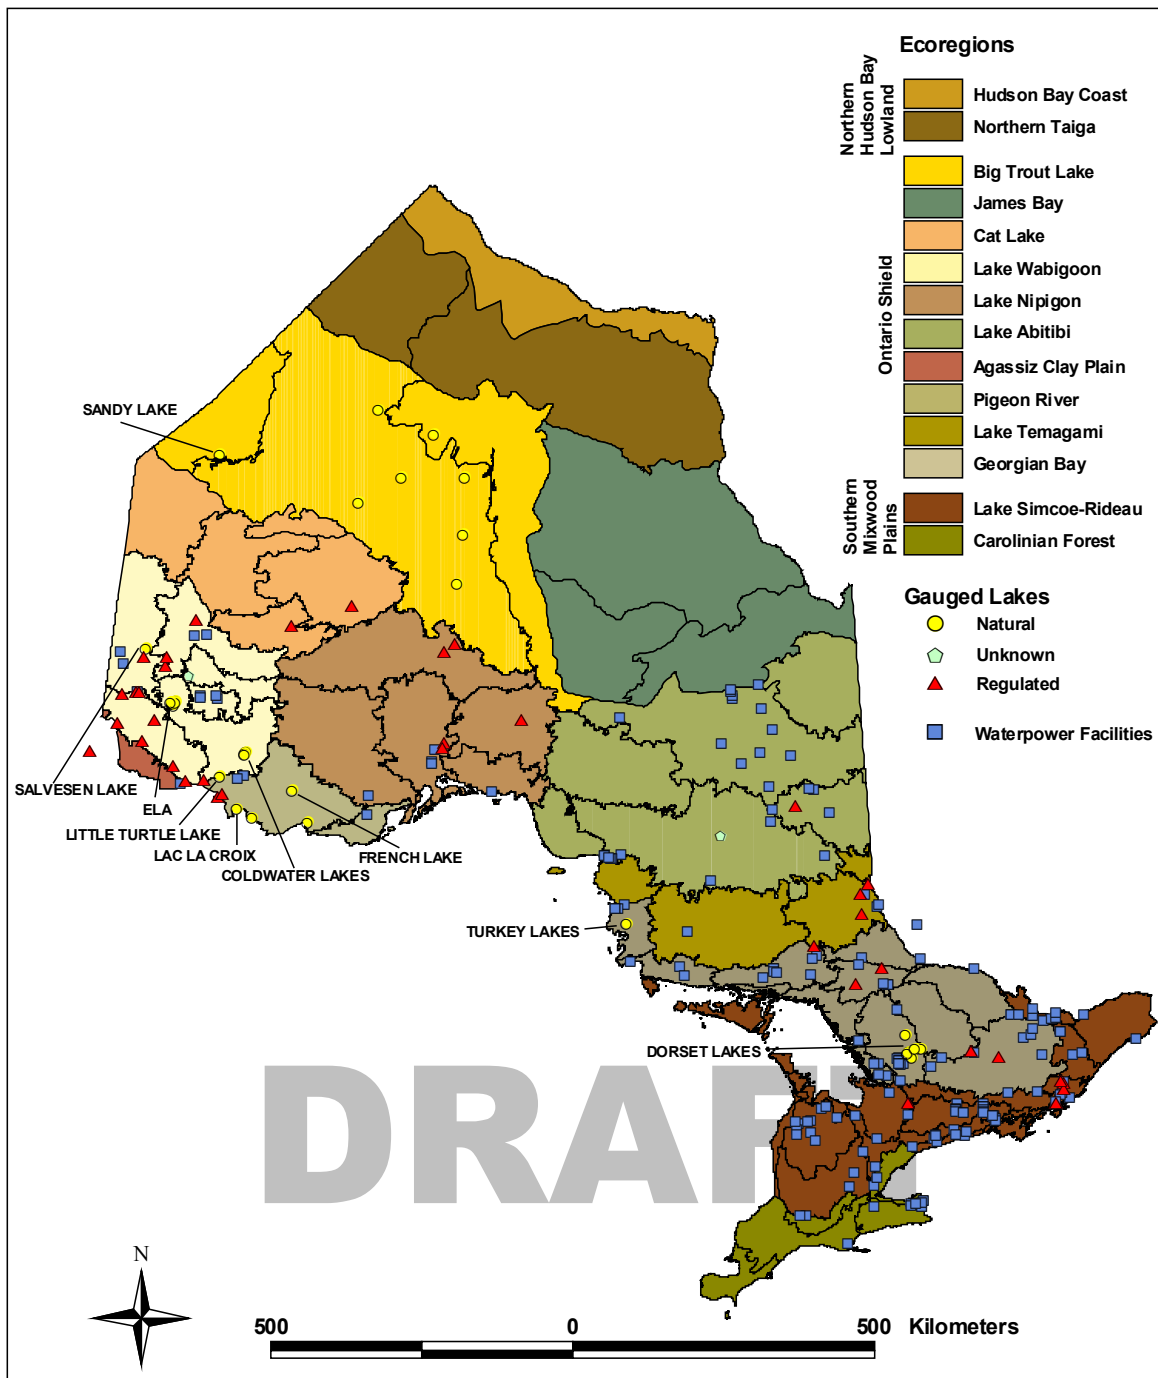 Ecoregions
Northern
Hudson Bay
Lowland
Hudson Bay Coast
Northern Taiga
Ontario Shield
Big Trout Lake
James Bay
Cat Lake
Lake Wabigoon
Lake Nipigon
Lake Abitibi
Agassiz Clay Plain
Pigeon River
Lake Temagami
Georgian Bay
Southern
Mixwood
Plains
Lake Simcoe-Rideau
Carolinian Forest
Gauged Lakes
Natural
Unknown
Regulated
Waterpower Facilities
SANDY LAKE
SALVESEN LAKE
ELA
LITTLE TURTLE LAKE
LAC LA CROIX
COLDWATER LAKES
FRENCH LAKE
TURKEY LAKES
DORSET LAKES
DRAFT
N
500 0 500 Kilometers